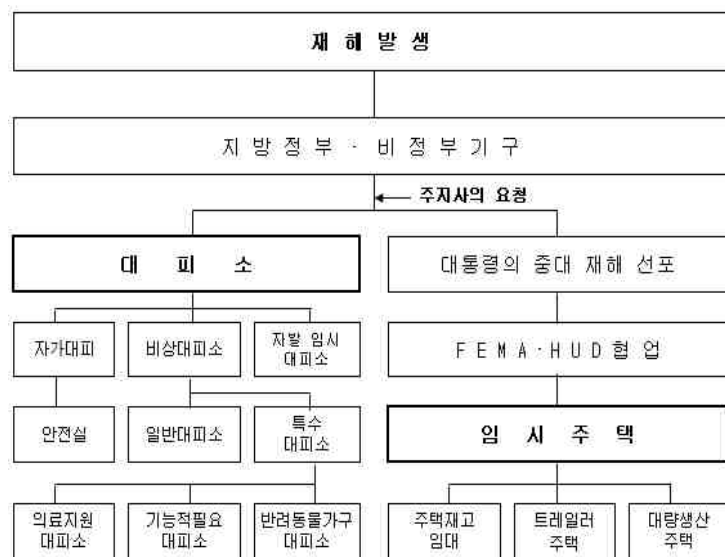 재 해 발 생
지 방 정 부 · 비 정 부 기 구
주지사의 요청
대 피 소
대통령의 중대 재해 선포
자가대피
비상대피소
자발 임시
대피소
F E M A · H U D 협 업
안전실
일반대피소
특수
대피소
임 시 주 택
의료지원
대피소
기능적필요
대피소
반려동물가구
대피소
주택재고
임대
트레일러
주택
대량생산
주택